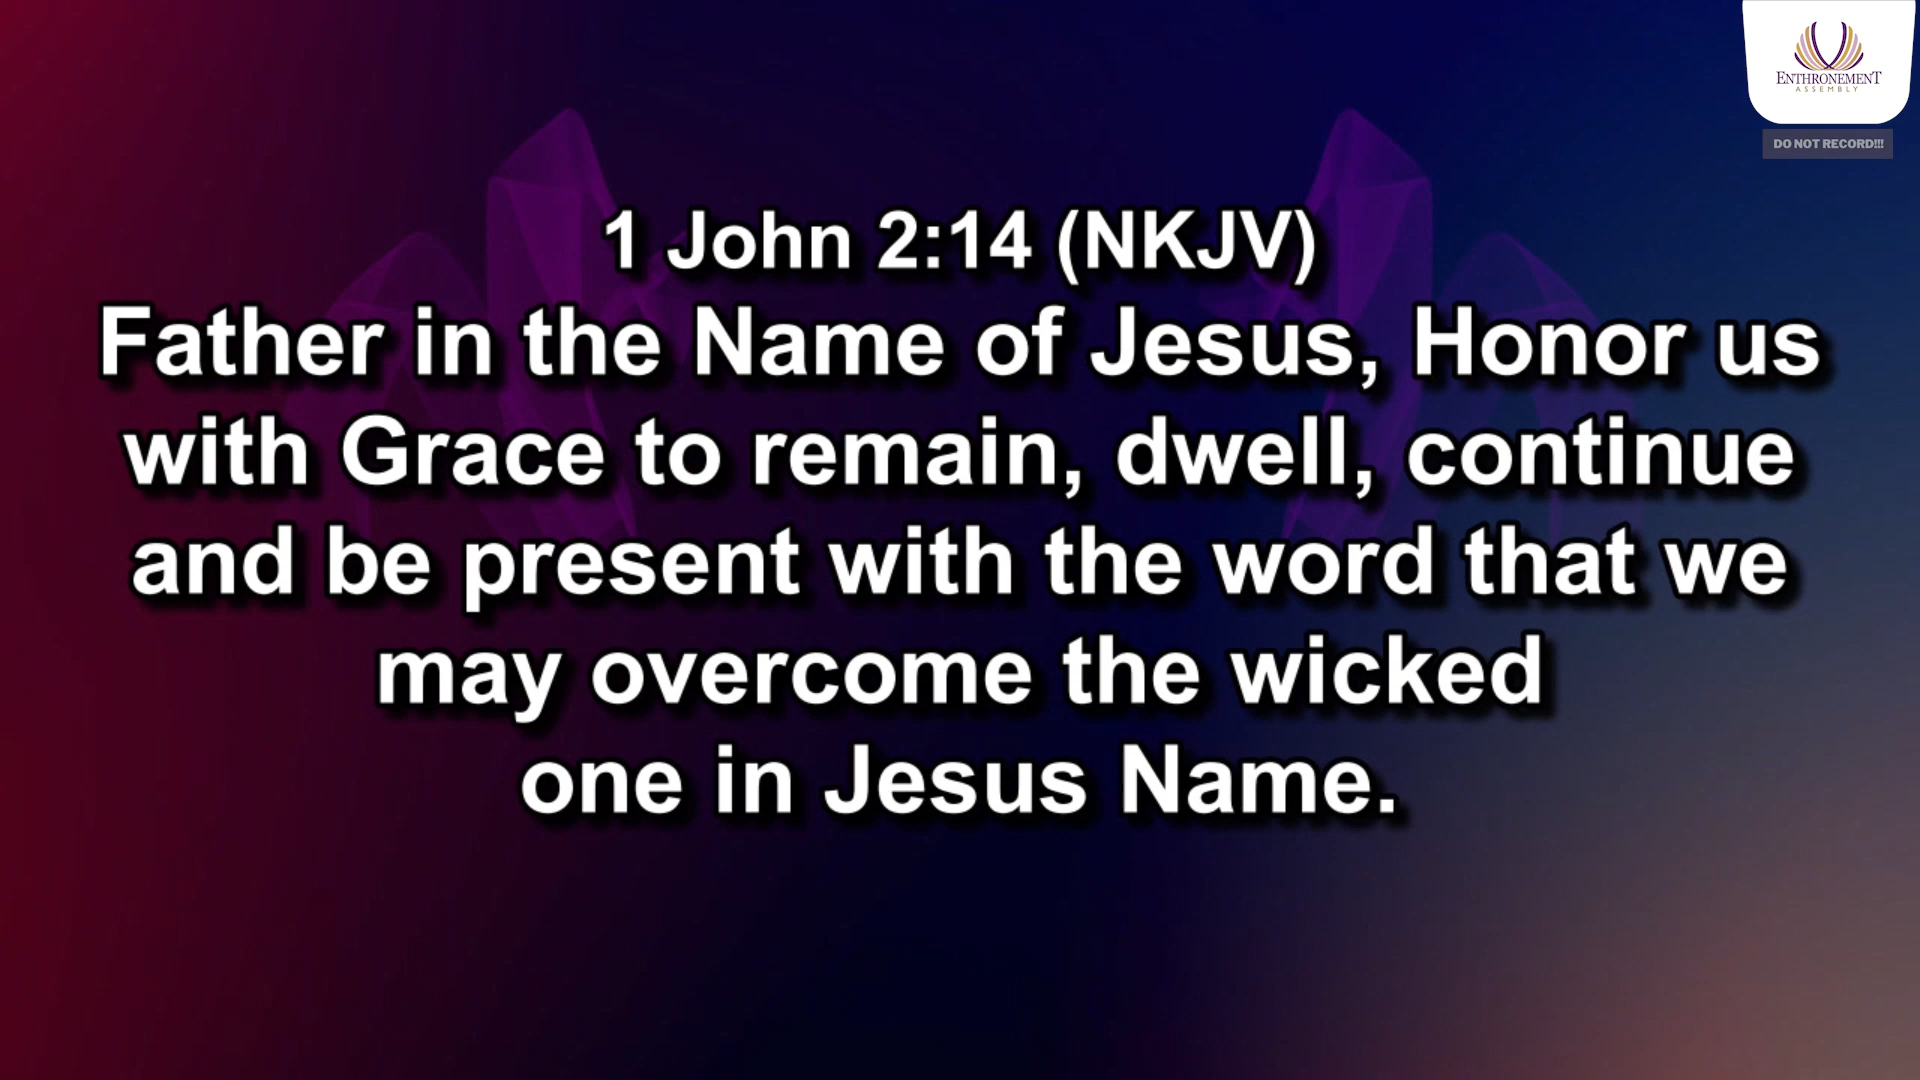 ENTHRONEMENT
ASSEMBLY
DO NOT RECORD!!!
1 John 2:14 (NKJV)
Father in the Name of Jesus, Honor us
with Grace to remain, dwell, continue
and be present with the word that we
may overcome the wicked
one in Jesus Name.